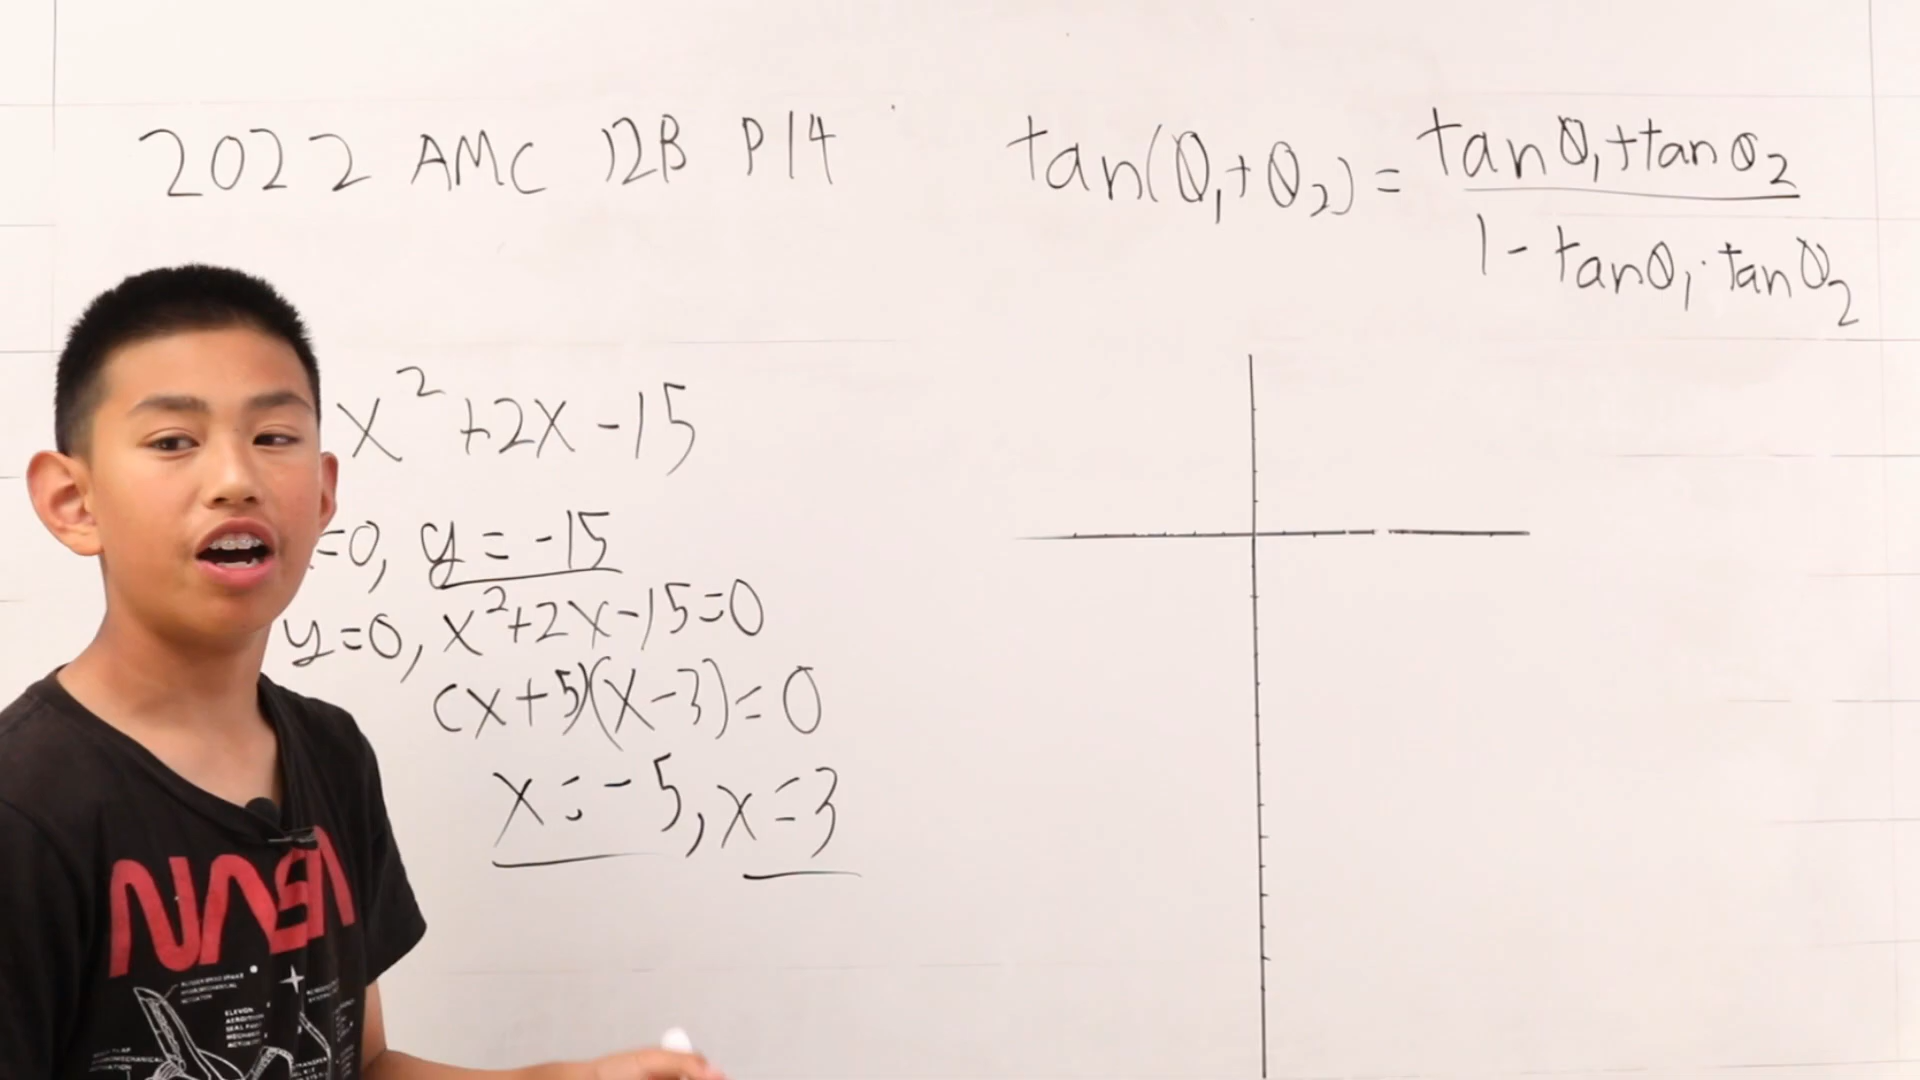 2022 AMC 12B P14
tan(θ₁+θ₂) = (tanθ₁+tanθ₂)/(1-tanθ₁·tanθ₂)
x²+2x-15
=0, y=-15
y=0, x²+2x-15=0
(x+5)(x-3)=0
x=-5, x=3
NASA